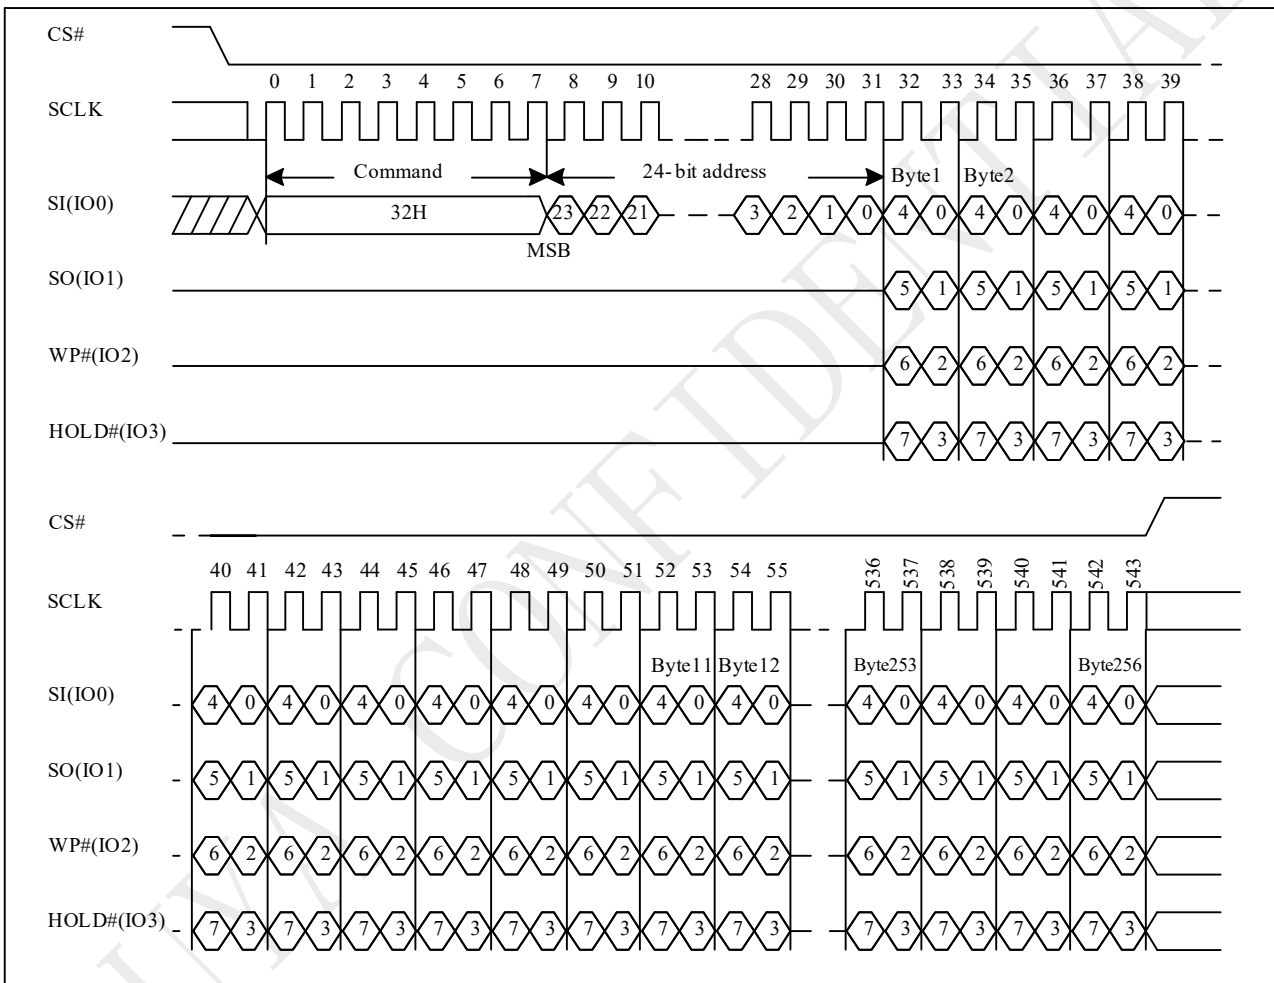 CS#
0 1 2 3 4 5 6 7 8 9 10 28 29 30 31 32 33 34 35 36 37 38 39
SCLK
Command 24-bit address Byte1 Byte2
SI(IO0) 32H 23 22 21 3 2 1 0 4 0 4 0 4 0 4 0
MSB
SO(IO1) 5 1 5 1 5 1 5 1
WP#(IO2) 6 2 6 2 6 2 6 2
HOLD#(IO3) 7 3 7 3 7 3 7 3
CS#
40 41 42 43 44 45 46 47 48 49 50 51 52 53 54 55 536 537 538 539 540 541 542 543
SCLK
Byte11 Byte12 Byte253 Byte256
SI(IO0) 4 0 4 0 4 0 4 0 4 0 4 0 4 0 4 0 4 0 4 0 4 0 4 0
SO(IO1) 5 1 5 1 5 1 5 1 5 1 5 1 5 1 5 1 5 1 5 1 5 1 5 1
WP#(IO2) 6 2 6 2 6 2 6 2 6 2 6 2 6 2 6 2 6 2 6 2 6 2 6 2
HOLD#(IO3) 7 3 7 3 7 3 7 3 7 3 7 3 7 3 7 3 7 3 7 3 7 3 7 3
CONFIDENTIAL